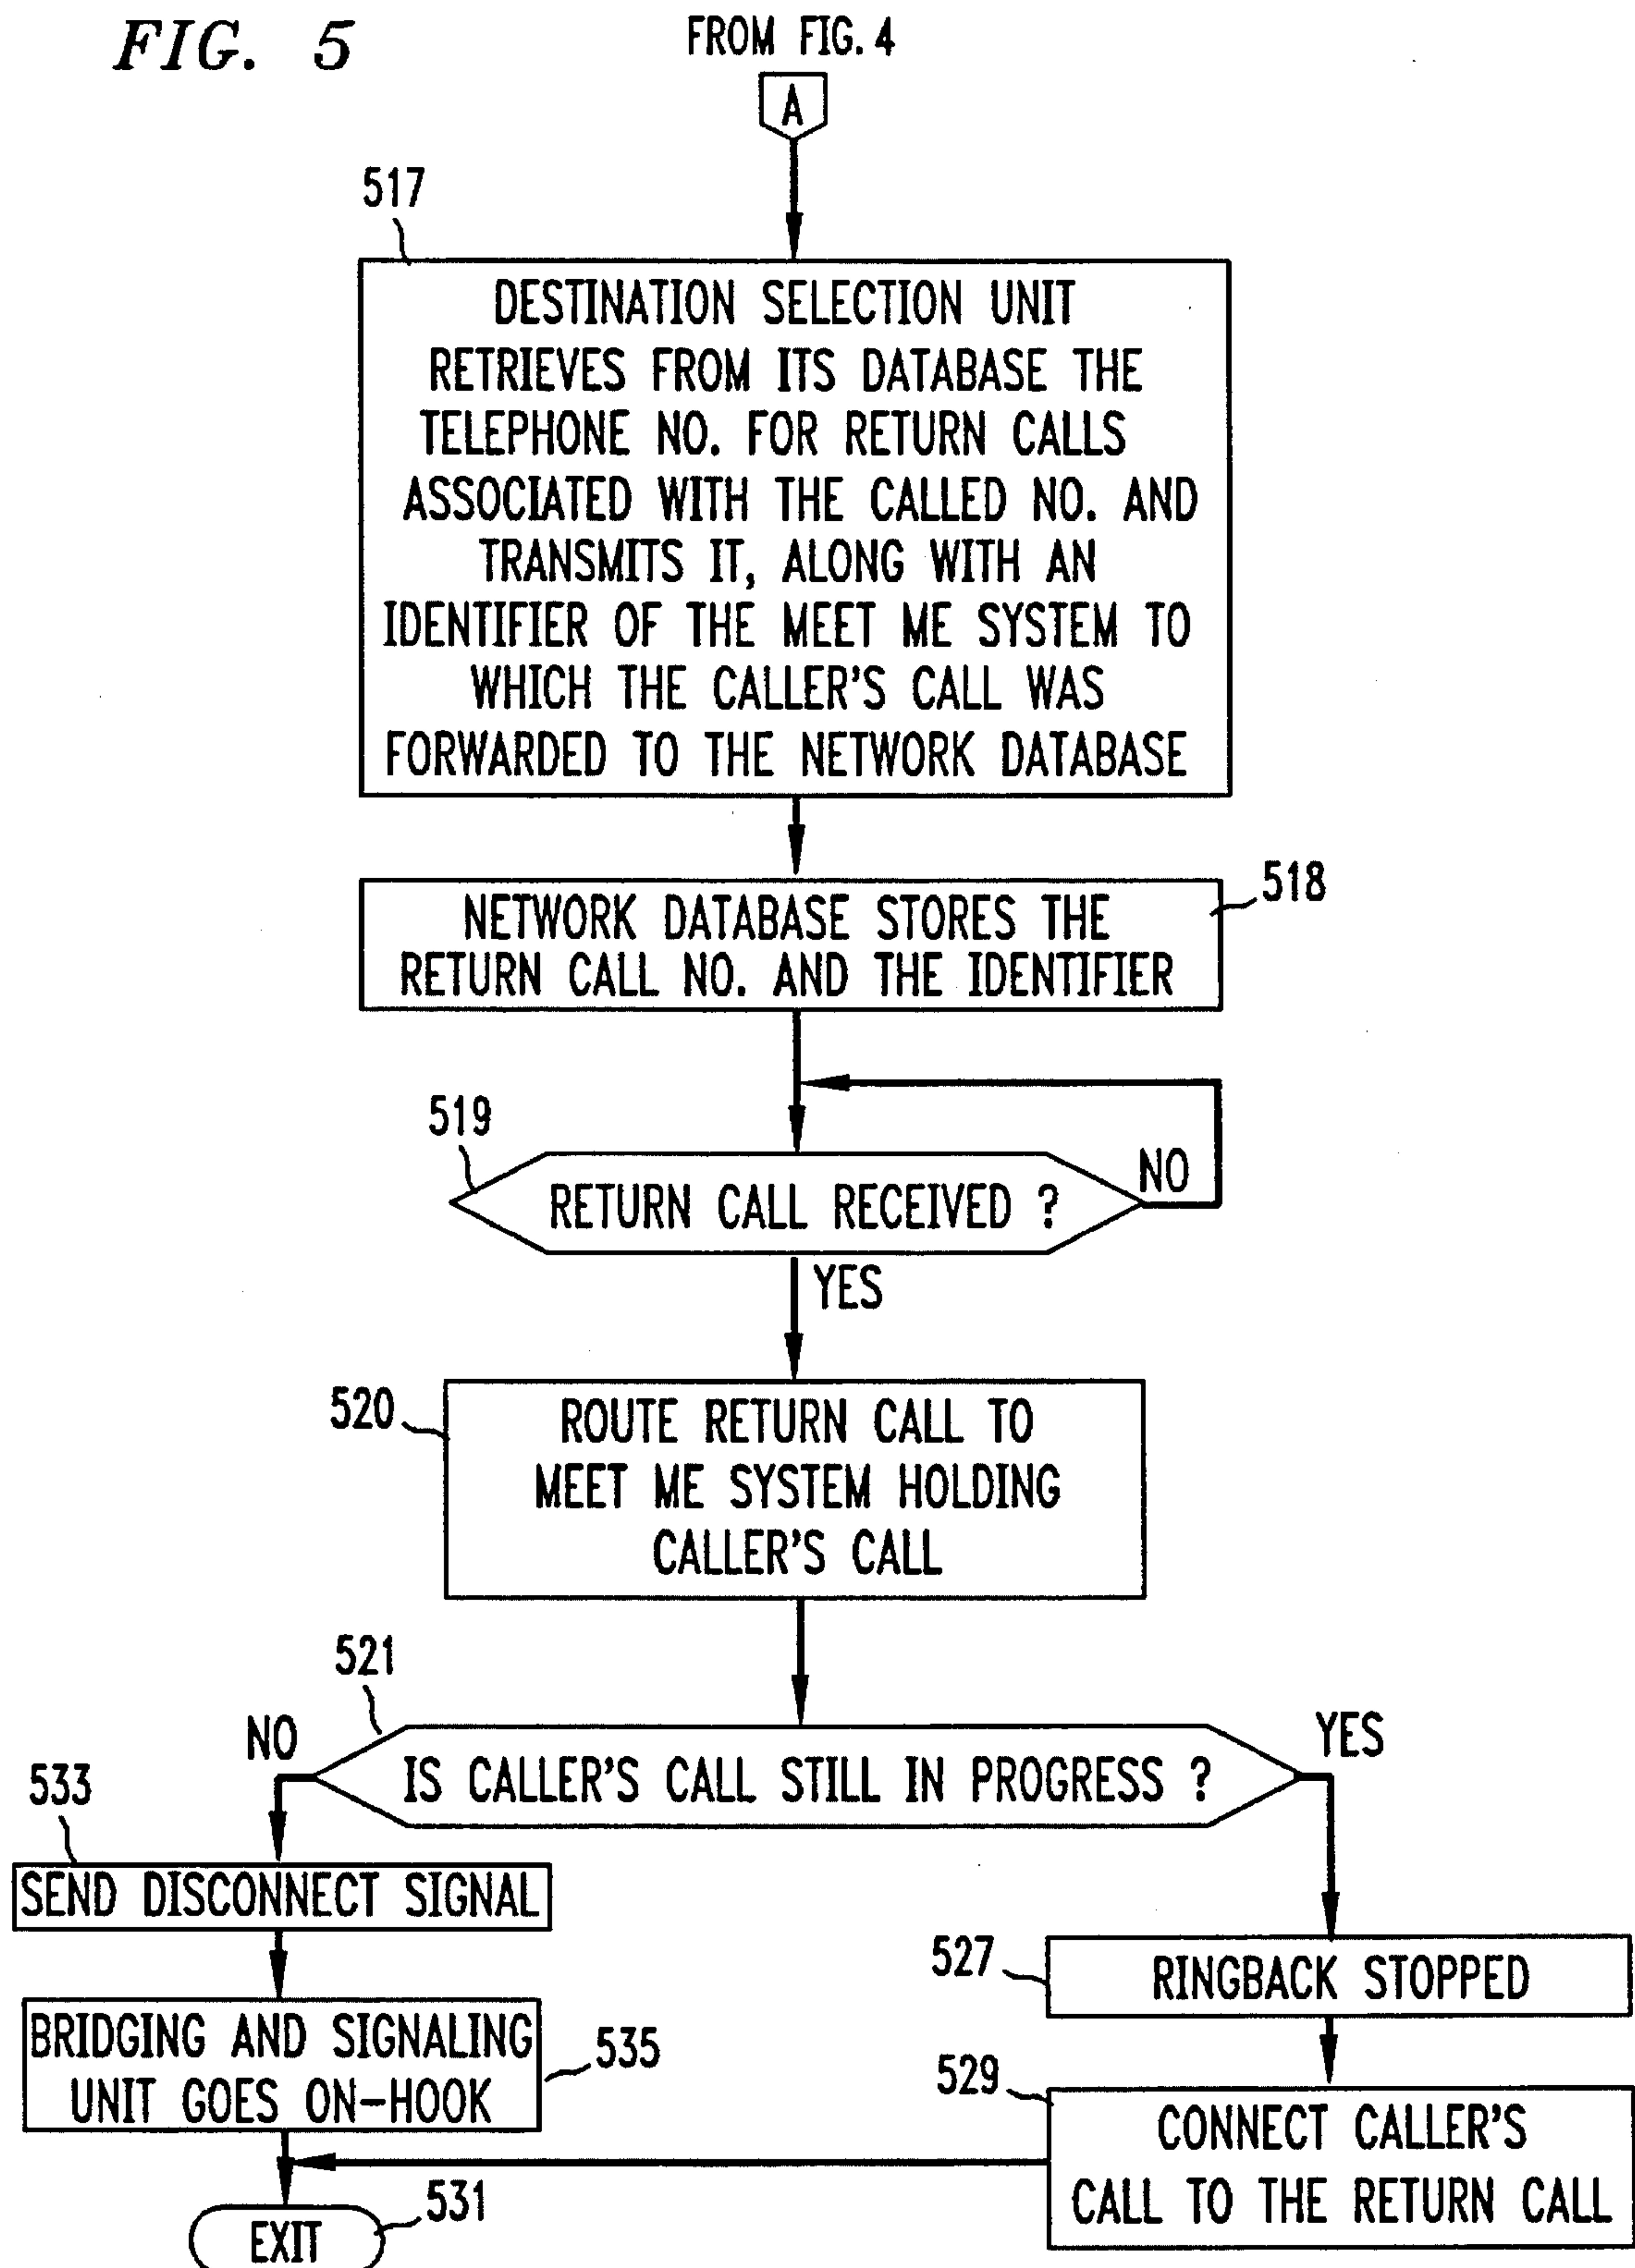 FIG. 5
FROM FIG. 4
A
517
DESTINATION SELECTION UNIT
RETRIEVES FROM ITS DATABASE THE
TELEPHONE NO. FOR RETURN CALLS
ASSOCIATED WITH THE CALLED NO. AND
TRANSMITS IT, ALONG WITH AN
IDENTIFIER OF THE MEET ME SYSTEM TO
WHICH THE CALLER'S CALL WAS
FORWARDED TO THE NETWORK DATABASE
518
NETWORK DATABASE STORES THE
RETURN CALL NO. AND THE IDENTIFIER
519
NO
RETURN CALL RECEIVED ?
YES
520
ROUTE RETURN CALL TO
MEET ME SYSTEM HOLDING
CALLER'S CALL
521
NO
YES
IS CALLER'S CALL STILL IN PROGRESS ?
533
SEND DISCONNECT SIGNAL
527
RINGBACK STOPPED
BRIDGING AND SIGNALING
UNIT GOES ON-HOOK
535
529
CONNECT CALLER'S
CALL TO THE RETURN CALL
531
EXIT